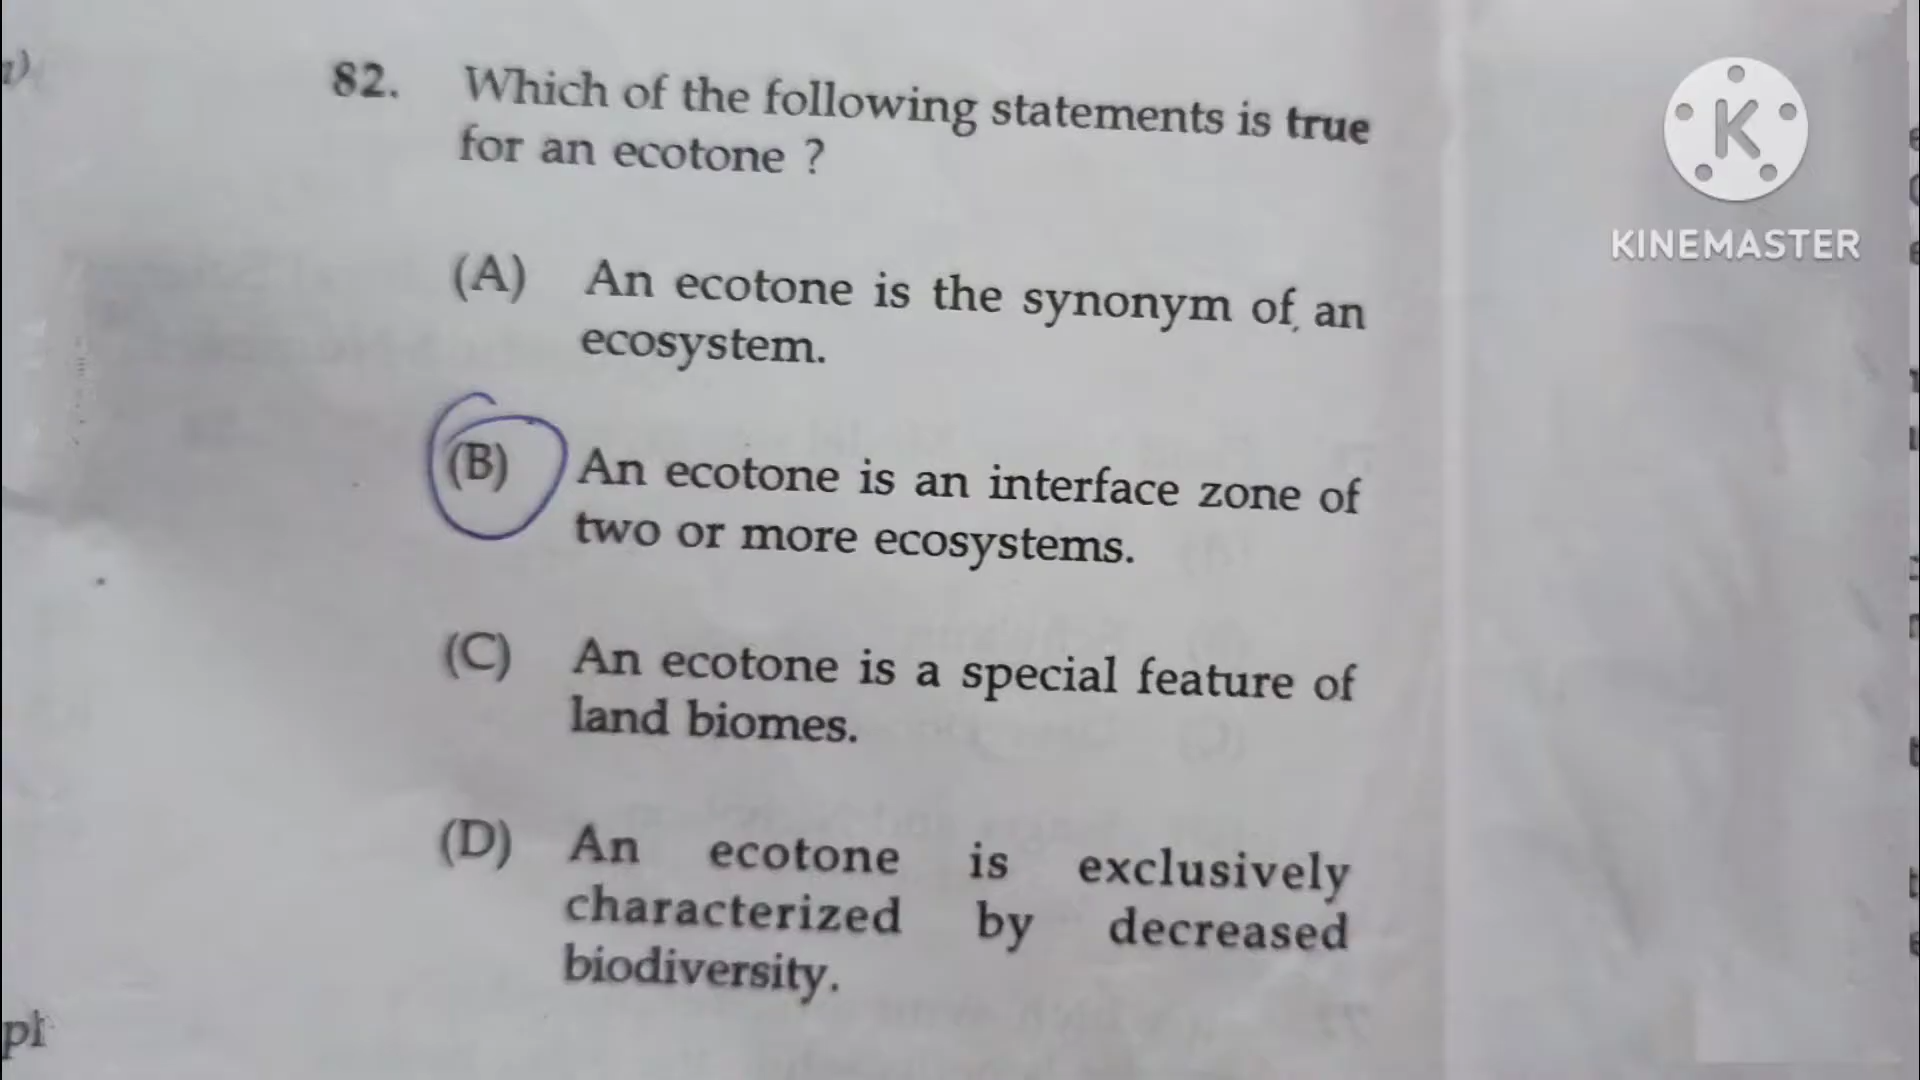 82. Which of the following statements is true
for an ecotone ?
(A) An ecotone is the synonym of an
ecosystem.
(B) An ecotone is an interface zone of
two or more ecosystems.
(C) An ecotone is a special feature of
land biomes.
(D) An ecotone is exclusively
characterized by decreased
biodiversity.
K
KINEMASTER